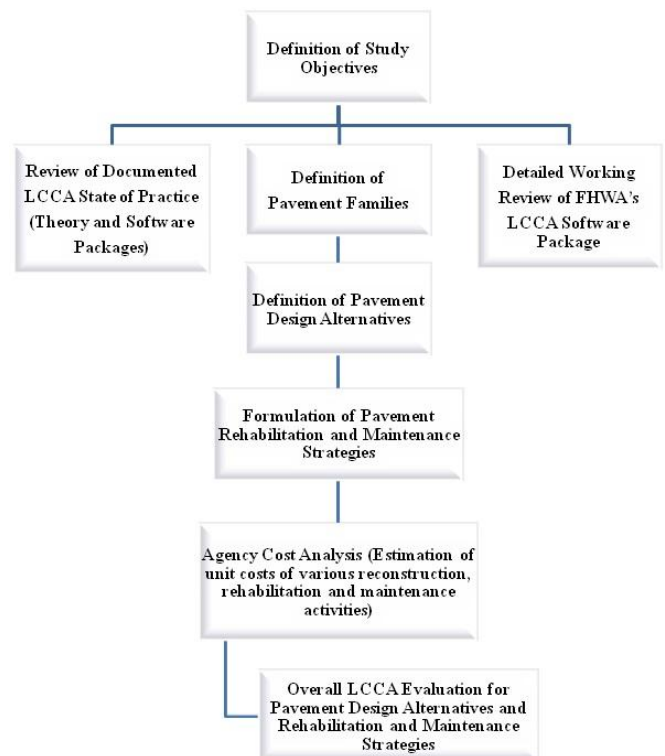 Definition of Study
Objectives
Review of Documented
LCCA State of Practice
(Theory and Software
Packages)
Definition of
Pavement Families
Detailed Working
Review of FHWA's
LCCA Software
Package
Definition of Pavement
Design Alternatives
Formulation of Pavement
Rehabilitation and Maintenance
Strategies
Agency Cost Analysis (Estimation of
unit costs of various reconstruction,
rehabilitation and maintenance
activities)
Overall LCCA Evaluation for
Pavement Design Alternatives and
Rehabilitation and Maintenance
Strategies